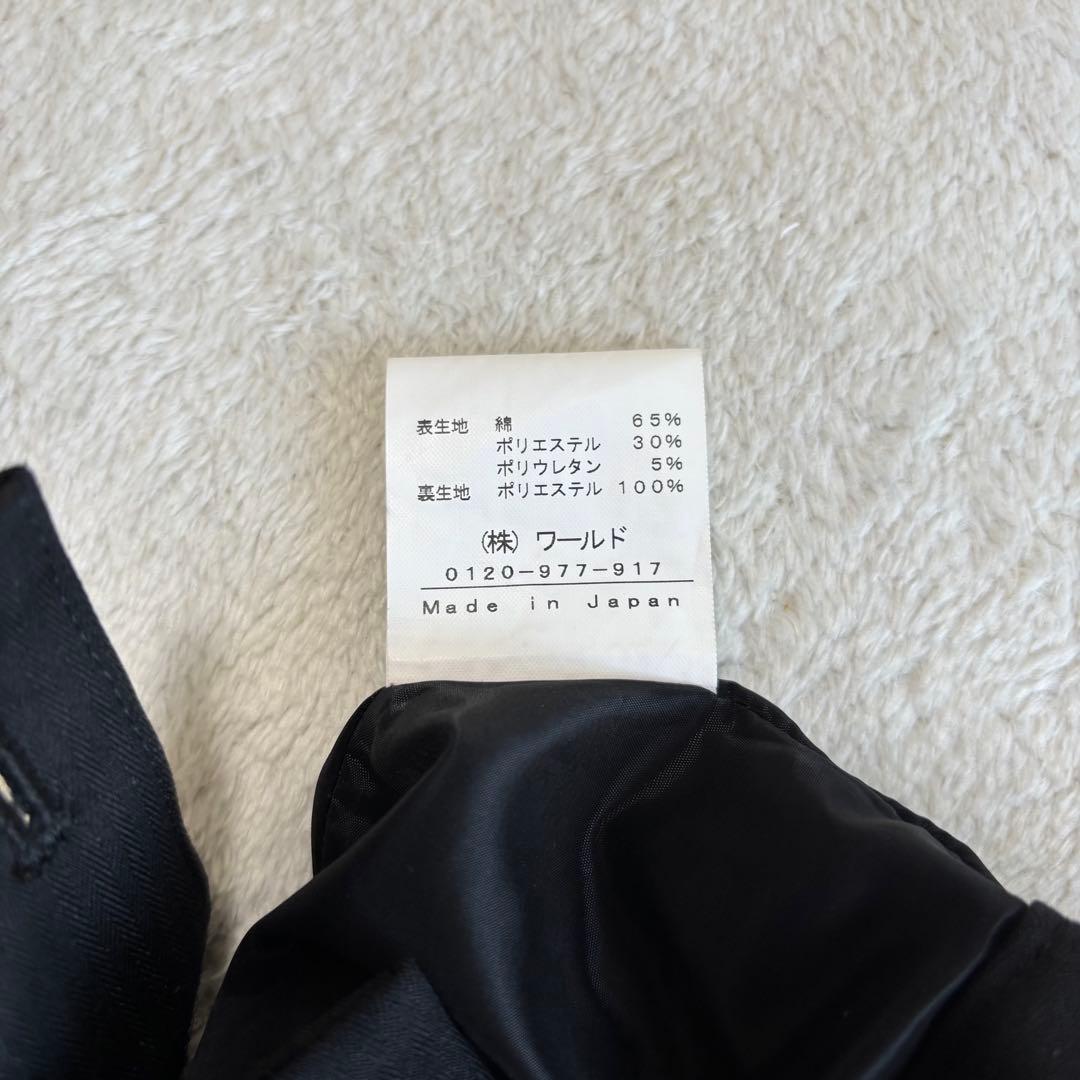 表生地 綿 65%
ポリエステル 30%
ポリウレタン 5%
裏生地 ポリエステル 100%
(株) ワールド
0120-977-917
Made in Japan